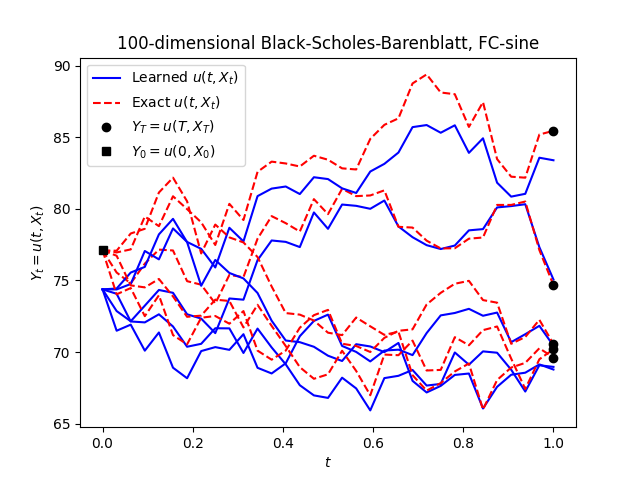 100-dimensional Black-Scholes-Barenblatt, FC-sine
Learned u(t, X_t)
Exact u(t, X_t)
Y_T = u(T, X_T)
Y_0 = u(0, X_0)
Y_t = u(t, X_t)
90
85
80
75
70
65
0.0 0.2 0.4 0.6 0.8 1.0
t